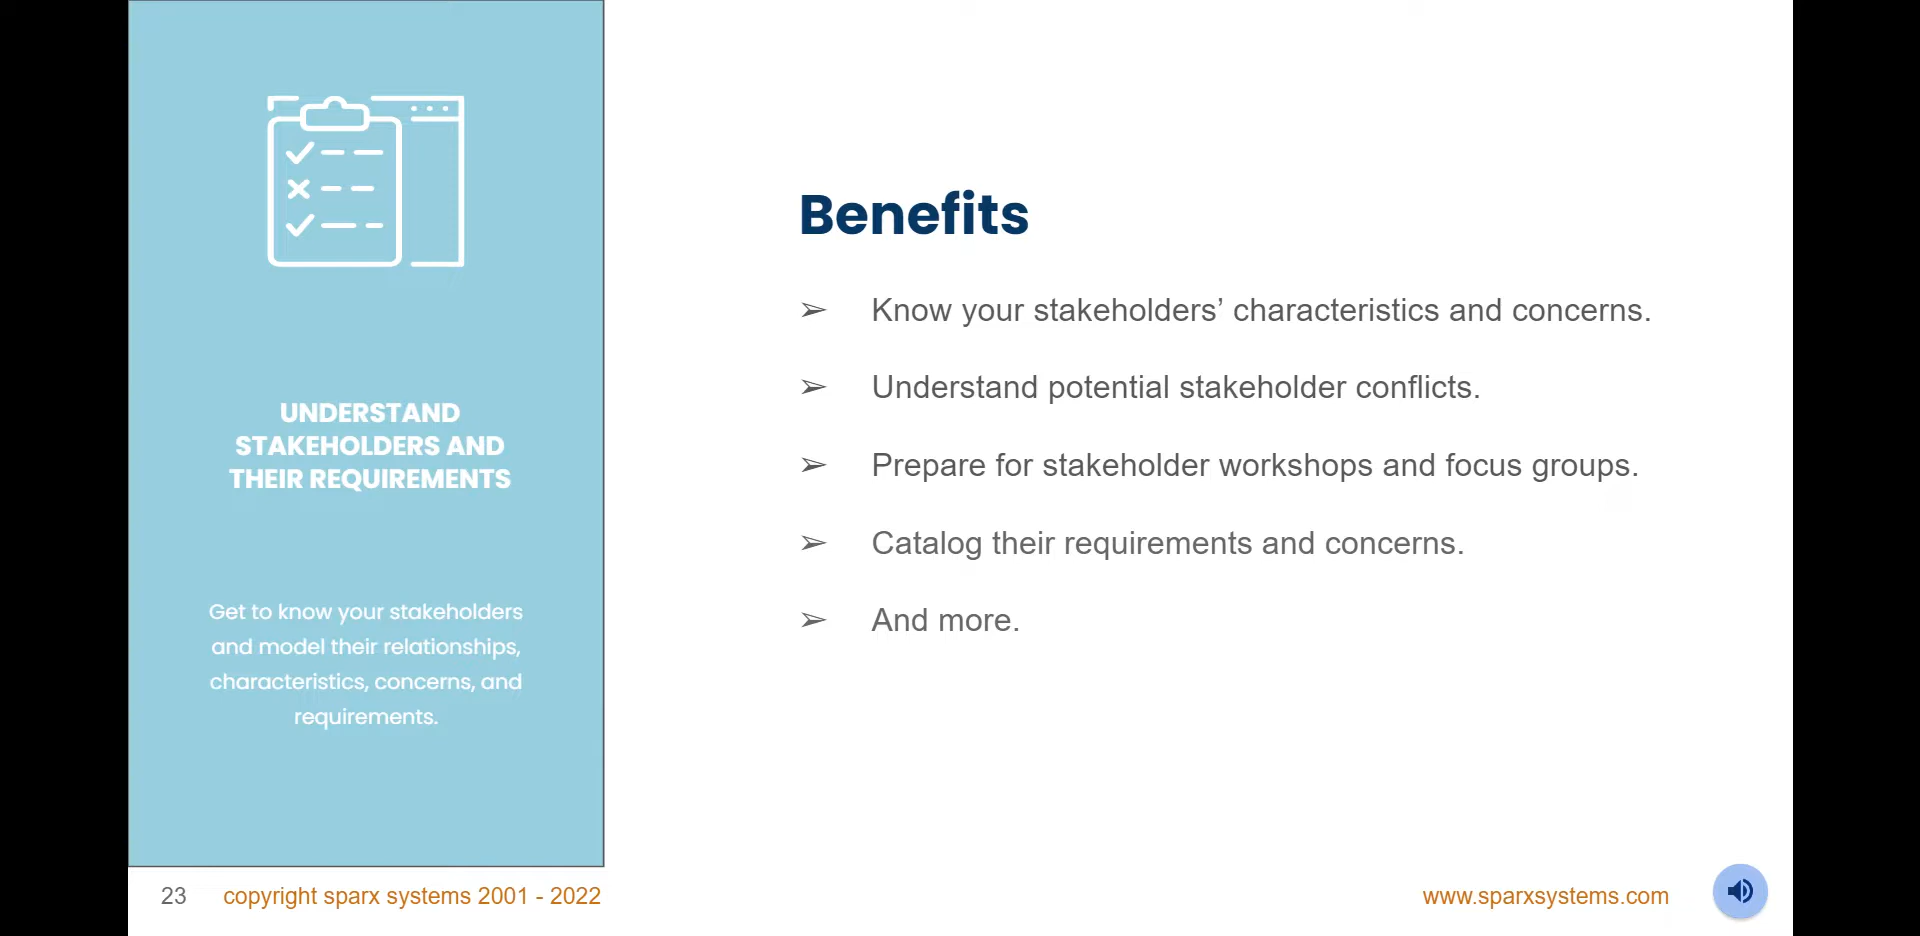 UNDERSTAND
STAKEHOLDERS AND
THEIR REQUIREMENTS
Get to know your stakeholders
and model their relationships,
characteristics, concerns, and
requirements.
Benefits
➢ Know your stakeholders’ characteristics and concerns.
➢ Understand potential stakeholder conflicts.
➢ Prepare for stakeholder workshops and focus groups.
➢ Catalog their requirements and concerns.
➢ And more.
23 copyright sparx systems 2001 - 2022
www.sparxsystems.com